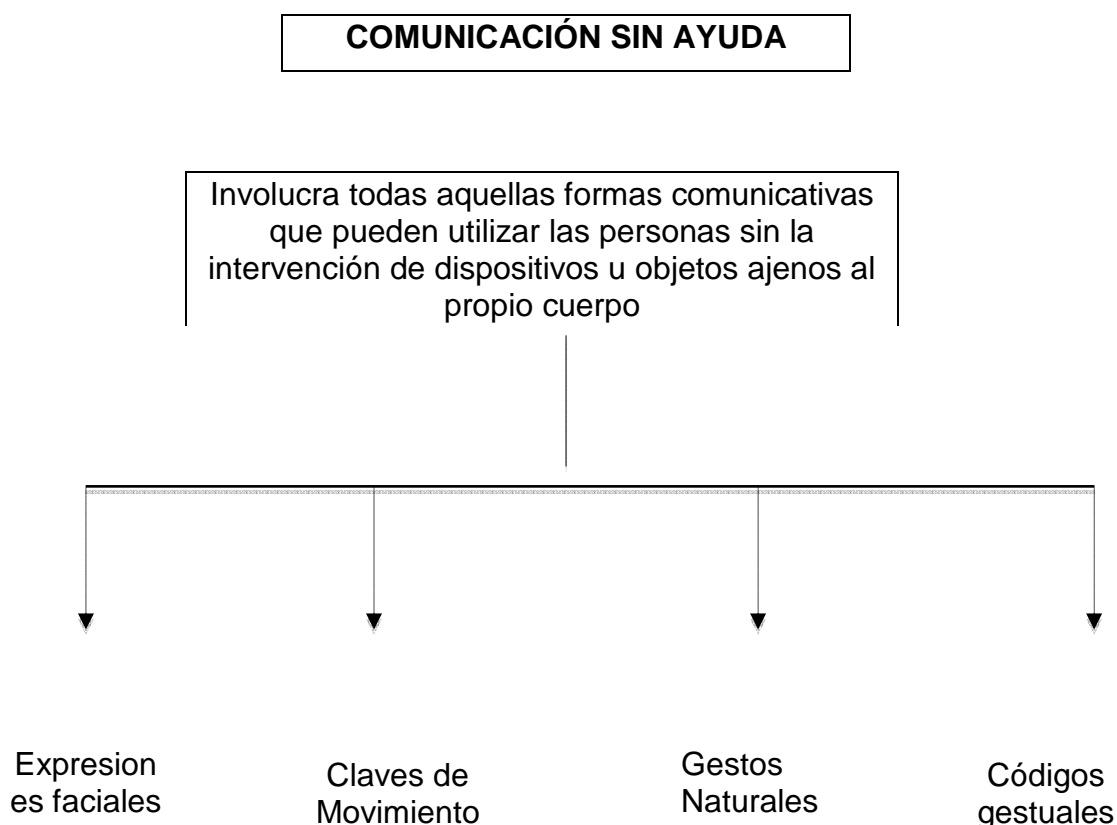 COMUNICACIÓN SIN AYUDA
Involucra todas aquellas formas comunicativas
que pueden utilizar las personas sin la
intervención de dispositivos u objetos ajenos al
propio cuerpo
Expresion
es faciales
Claves de
Movimiento
Gestos
Naturales
Códigos
gestuales